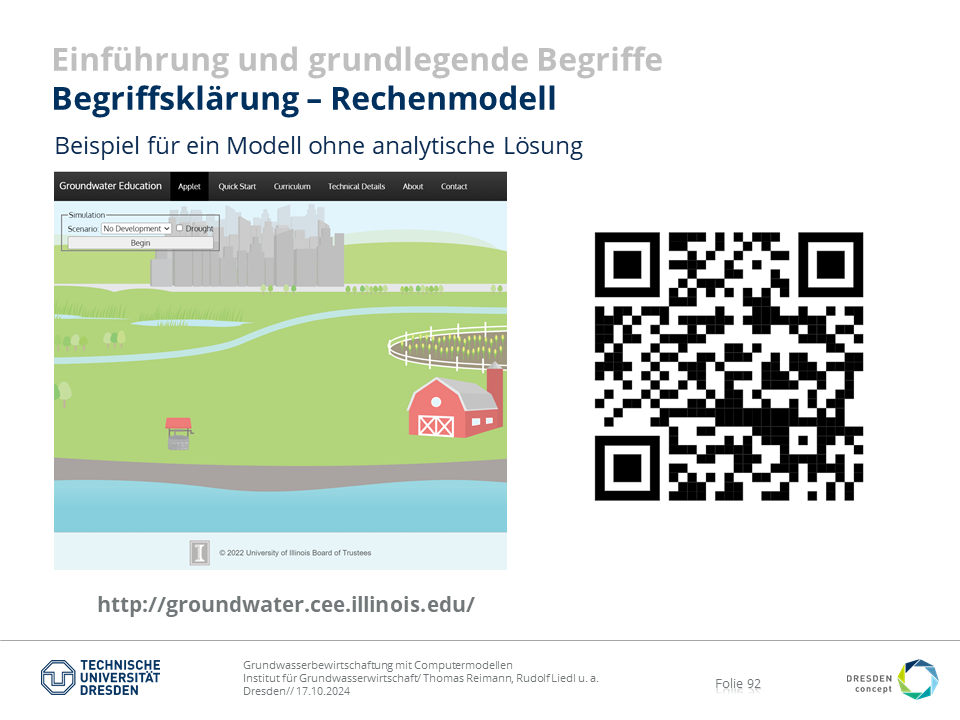 Einführung und grundlegende Begriffe
Begriffsklärung – Rechenmodell
Beispiel für ein Modell ohne analytische Lösung
Groundwater Education Applet Quick Start Curriculum Technical Details About Contact
Simulation
Scenario: No Development Drought
Begin
© 2022 University of Illinois Board of Trustees
http://groundwater.cee.illinois.edu/
TECHNISCHE
UNIVERSITÄT
DRESDEN
Grundwasserbewirtschaftung mit Computermodellen
Institut für Grundwasserwirtschaft/ Thomas Reimann, Rudolf Liedl u. a.
Dresden// 17.10.2024
Folie 92
DRESDEN
concept